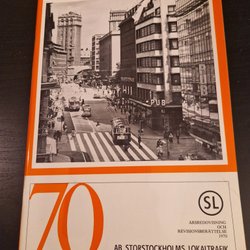 PUB
70
SL
ÅRSREDOVISNING
OCH
REVISIONSBERÄTTELSE
1970
AB STORSTOCKHOLMS LOKALTRAFIK